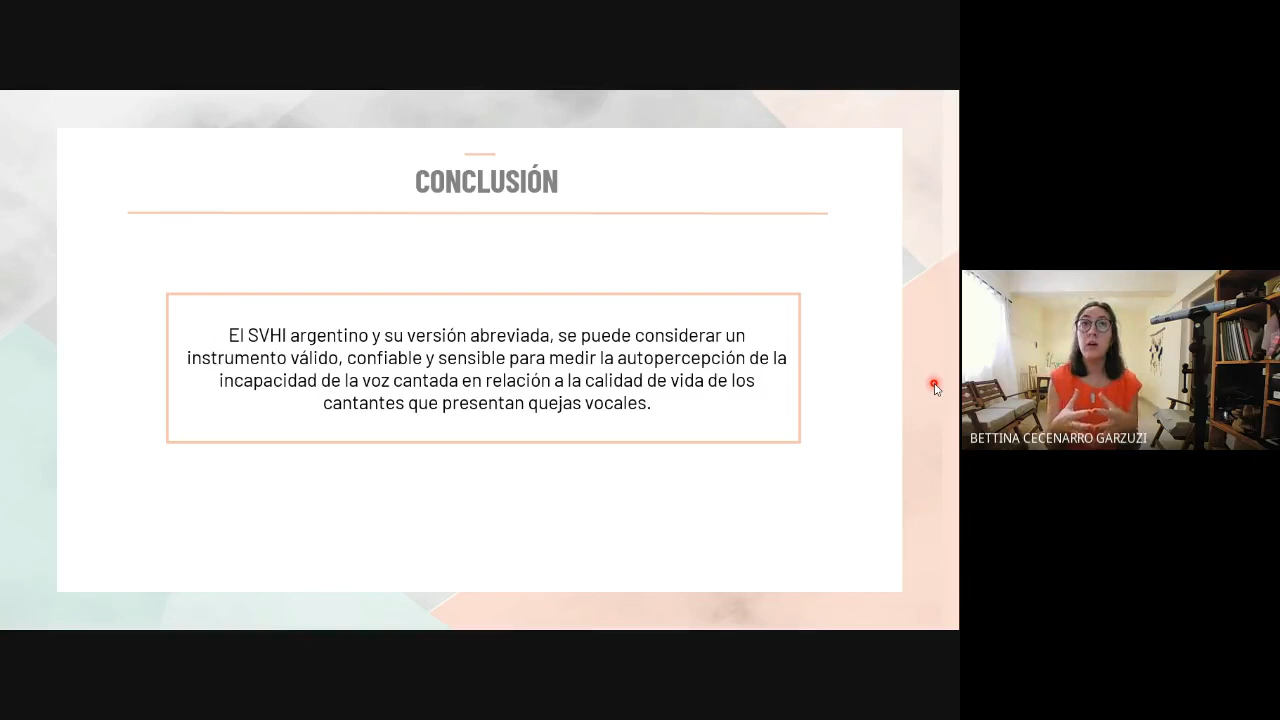 CONCLUSIÓN
El SVHI argentino y su versión abreviada, se puede considerar un
instrumento válido, confiable y sensible para medir la autopercepción de la
incapacidad de la voz cantada en relación a la calidad de vida de los
cantantes que presentan quejas vocales.
BETTINA CECENARRO GARZUZI